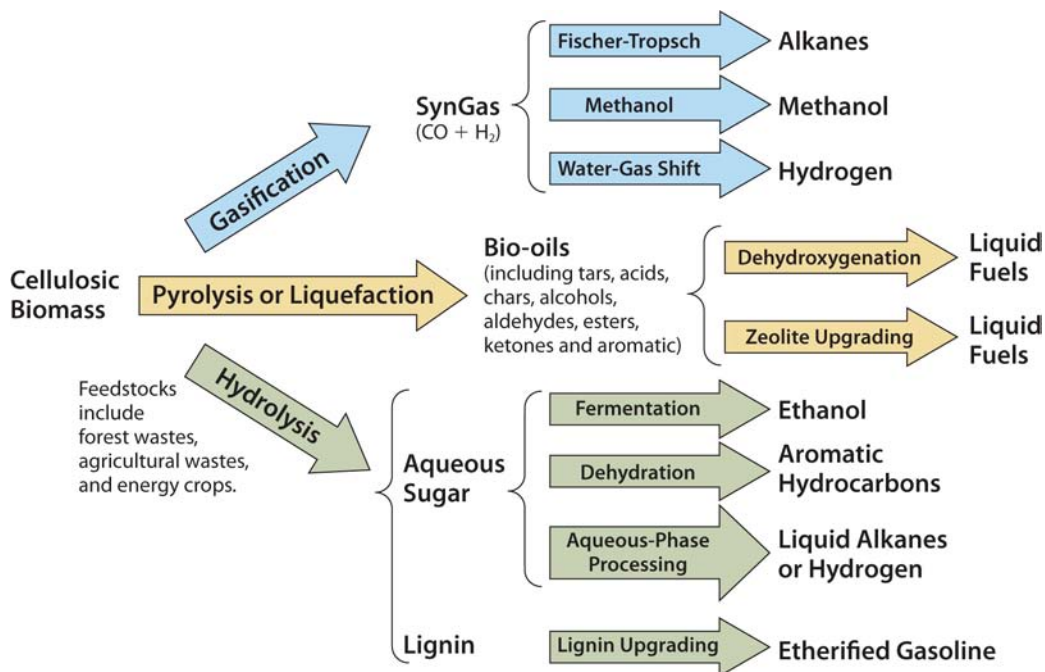 Fischer-Tropsch
Alkanes
SynGas
(CO + H₂)
Methanol
Methanol
Water-Gas Shift
Hydrogen
Gasification
Cellulosic
Biomass
Pyrolysis or Liquefaction
Bio-oils
(including tars, acids,
chars, alcohols,
aldehydes, esters,
ketones and aromatic)
Dehydroxygenation
Liquid
Fuels
Zeolite Upgrading
Liquid
Fuels
Hydrolysis
Feedstocks
include
forest wastes,
agricultural wastes,
and energy crops.
Aqueous
Sugar
Fermentation
Ethanol
Dehydration
Aromatic
Hydrocarbons
Aqueous-Phase
Processing
Liquid Alkanes
or Hydrogen
Lignin
Lignin Upgrading
Etherified Gasoline